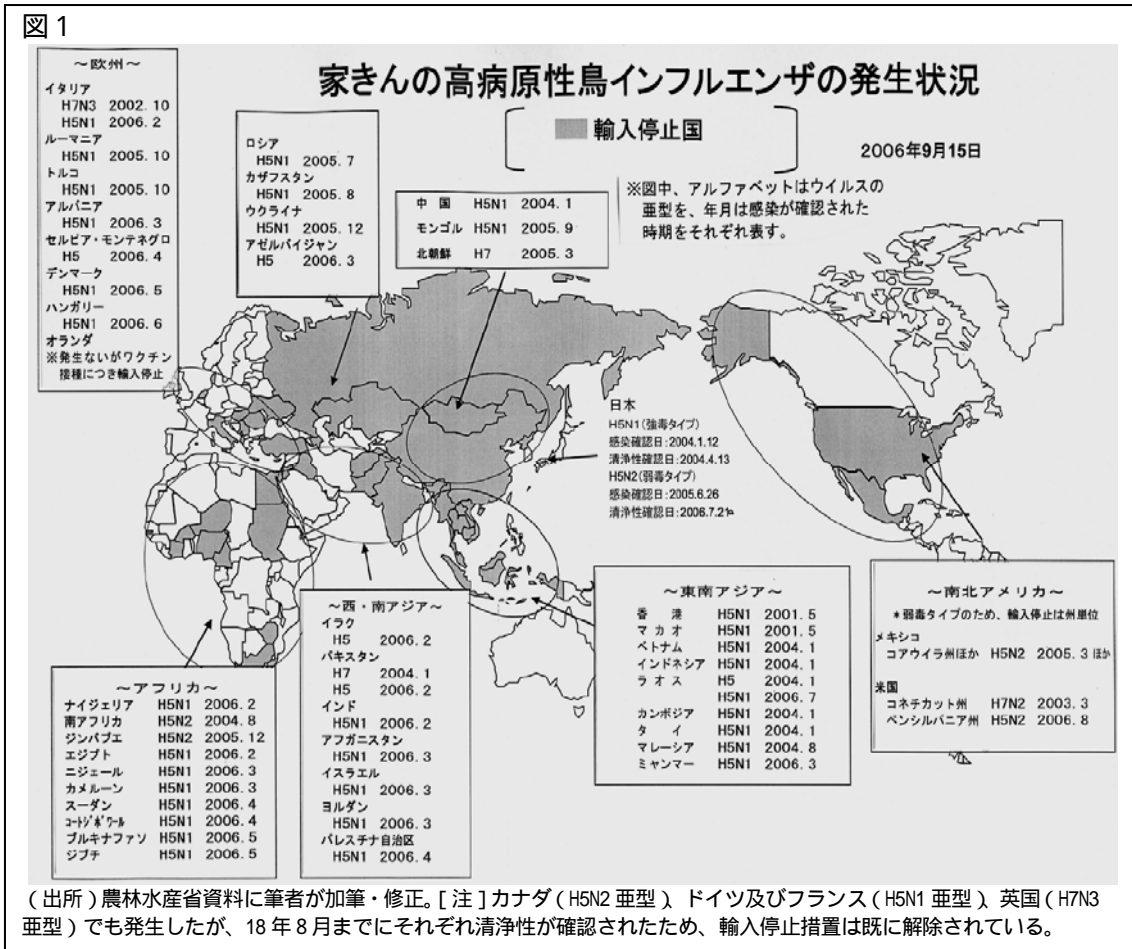 図1
家きんの高病原性鳥インフルエンザの発生状況
輸入停止国
2006年9月15日
※図中、アルファベットはウイルスの
亜型を、年月は感染が確認された
時期をそれぞれ表す。
~欧州~
イタリア
H7N3 2002.10
H5N1 2006.2
ルーマニア
H5N1 2005.10
トルコ
H5N1 2005.10
アルバニア
H5N1 2006.3
セルビア・モンテネグロ
H5 2006.4
デンマーク
H5N1 2006.5
ハンガリー
H5N1 2006.6
オランダ
※発生ないがワクチン
接種につき輸入停止
ロシア
H5N1 2005.7
カザフスタン
H5N1 2005.8
ウクライナ
H5N1 2005.12
アゼルバイジャン
H5 2006.3
中国 H5N1 2004.1
モンゴル H5N1 2005.9
北朝鮮 H7 2005.3
日本
H5N1(強毒タイプ)
感染確認日:2004.1.12
清浄性確認日:2004.4.13
H5N2(弱毒タイプ)
感染確認日:2005.6.26
清浄性確認日:2006.7.21
~アフリカ~
ナイジェリア H5N1 2006.2
南アフリカ H5N2 2004.8
ジンバブエ H5N2 2005.12
エジプト H5N1 2006.2
ニジェール H5N1 2006.3
カメルーン H5N1 2006.3
スーダン H5N1 2006.4
コートジボワール H5N1 2006.4
ブルキナファソ H5N1 2006.5
ジブチ H5N1 2006.5
~西・南アジア~
イラク
H5 2006.2
パキスタン
H7 2004.1
H5 2006.2
インド
H5N1 2006.2
アフガニスタン
H5N1 2006.3
イスラエル
H5N1 2006.3
ヨルダン
H5N1 2006.3
パレスチナ自治区
H5N1 2006.4
~東南アジア~
香港 H5N1 2001.5
マカオ H5N1 2001.5
ベトナム H5N1 2004.1
インドネシア H5N1 2004.1
ラオス H5 2004.1
H5N1 2006.7
カンボジア H5N1 2004.1
タイ H5N1 2004.1
マレーシア H5N1 2004.8
ミャンマー H5N1 2006.3
~南北アメリカ~
*弱毒タイプのため、輸入停止は州単位
メキシコ
コアウイラ州ほか H5N2 2005.3ほか
米国
コネチカット州 H7N2 2003.3
ペンシルバニア州 H5N2 2006.8
(出所)農林水産省資料に筆者が加筆・修正。[注]カナダ(H5N2亜型)、ドイツ及びフランス(H5N1亜型)、英国(H7N3
亜型)でも発生したが、18年8月までにそれぞれ清浄性が確認されたため、輸入停止措置は既に解除されている。